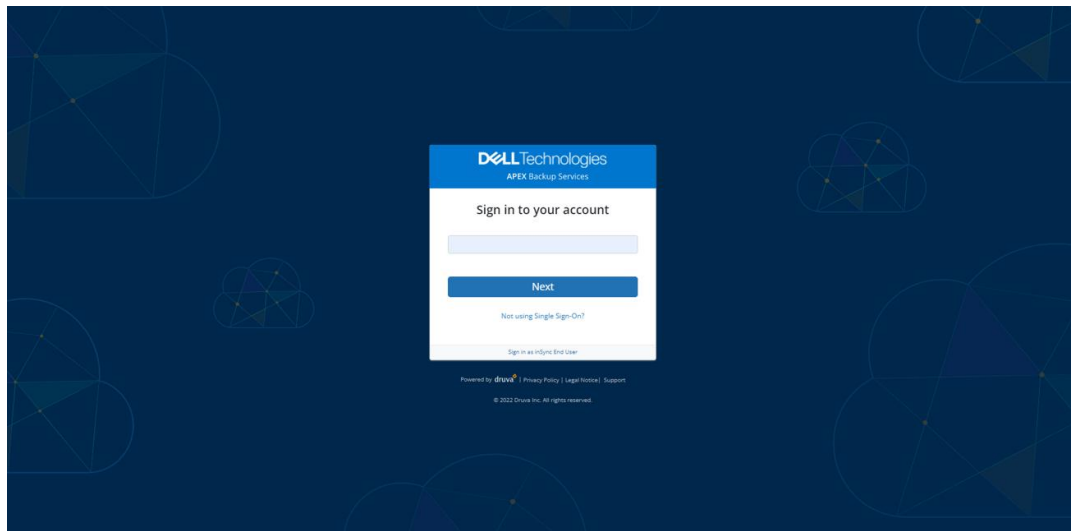 DELLTechnologies
APEX Backup Services
Sign in to your account
Next
Not using Single Sign-On?
Sign in as inSync End User
Powered by druva | Privacy Policy | Legal Notice| Support
© 2022 Druva Inc. All rights reserved.